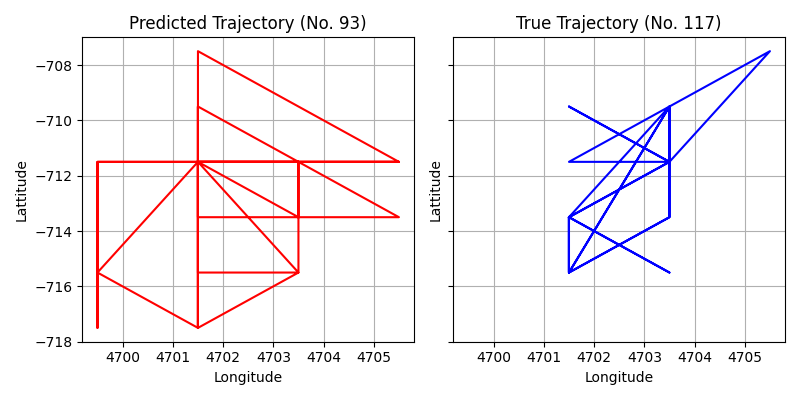 Predicted Trajectory (No. 93)
True Trajectory (No. 117)
Lattitude
−708
−710
−712
−714
−716
−718
4700 4701 4702 4703 4704 4705
Longitude
Lattitude
4700 4701 4702 4703 4704 4705
Longitude